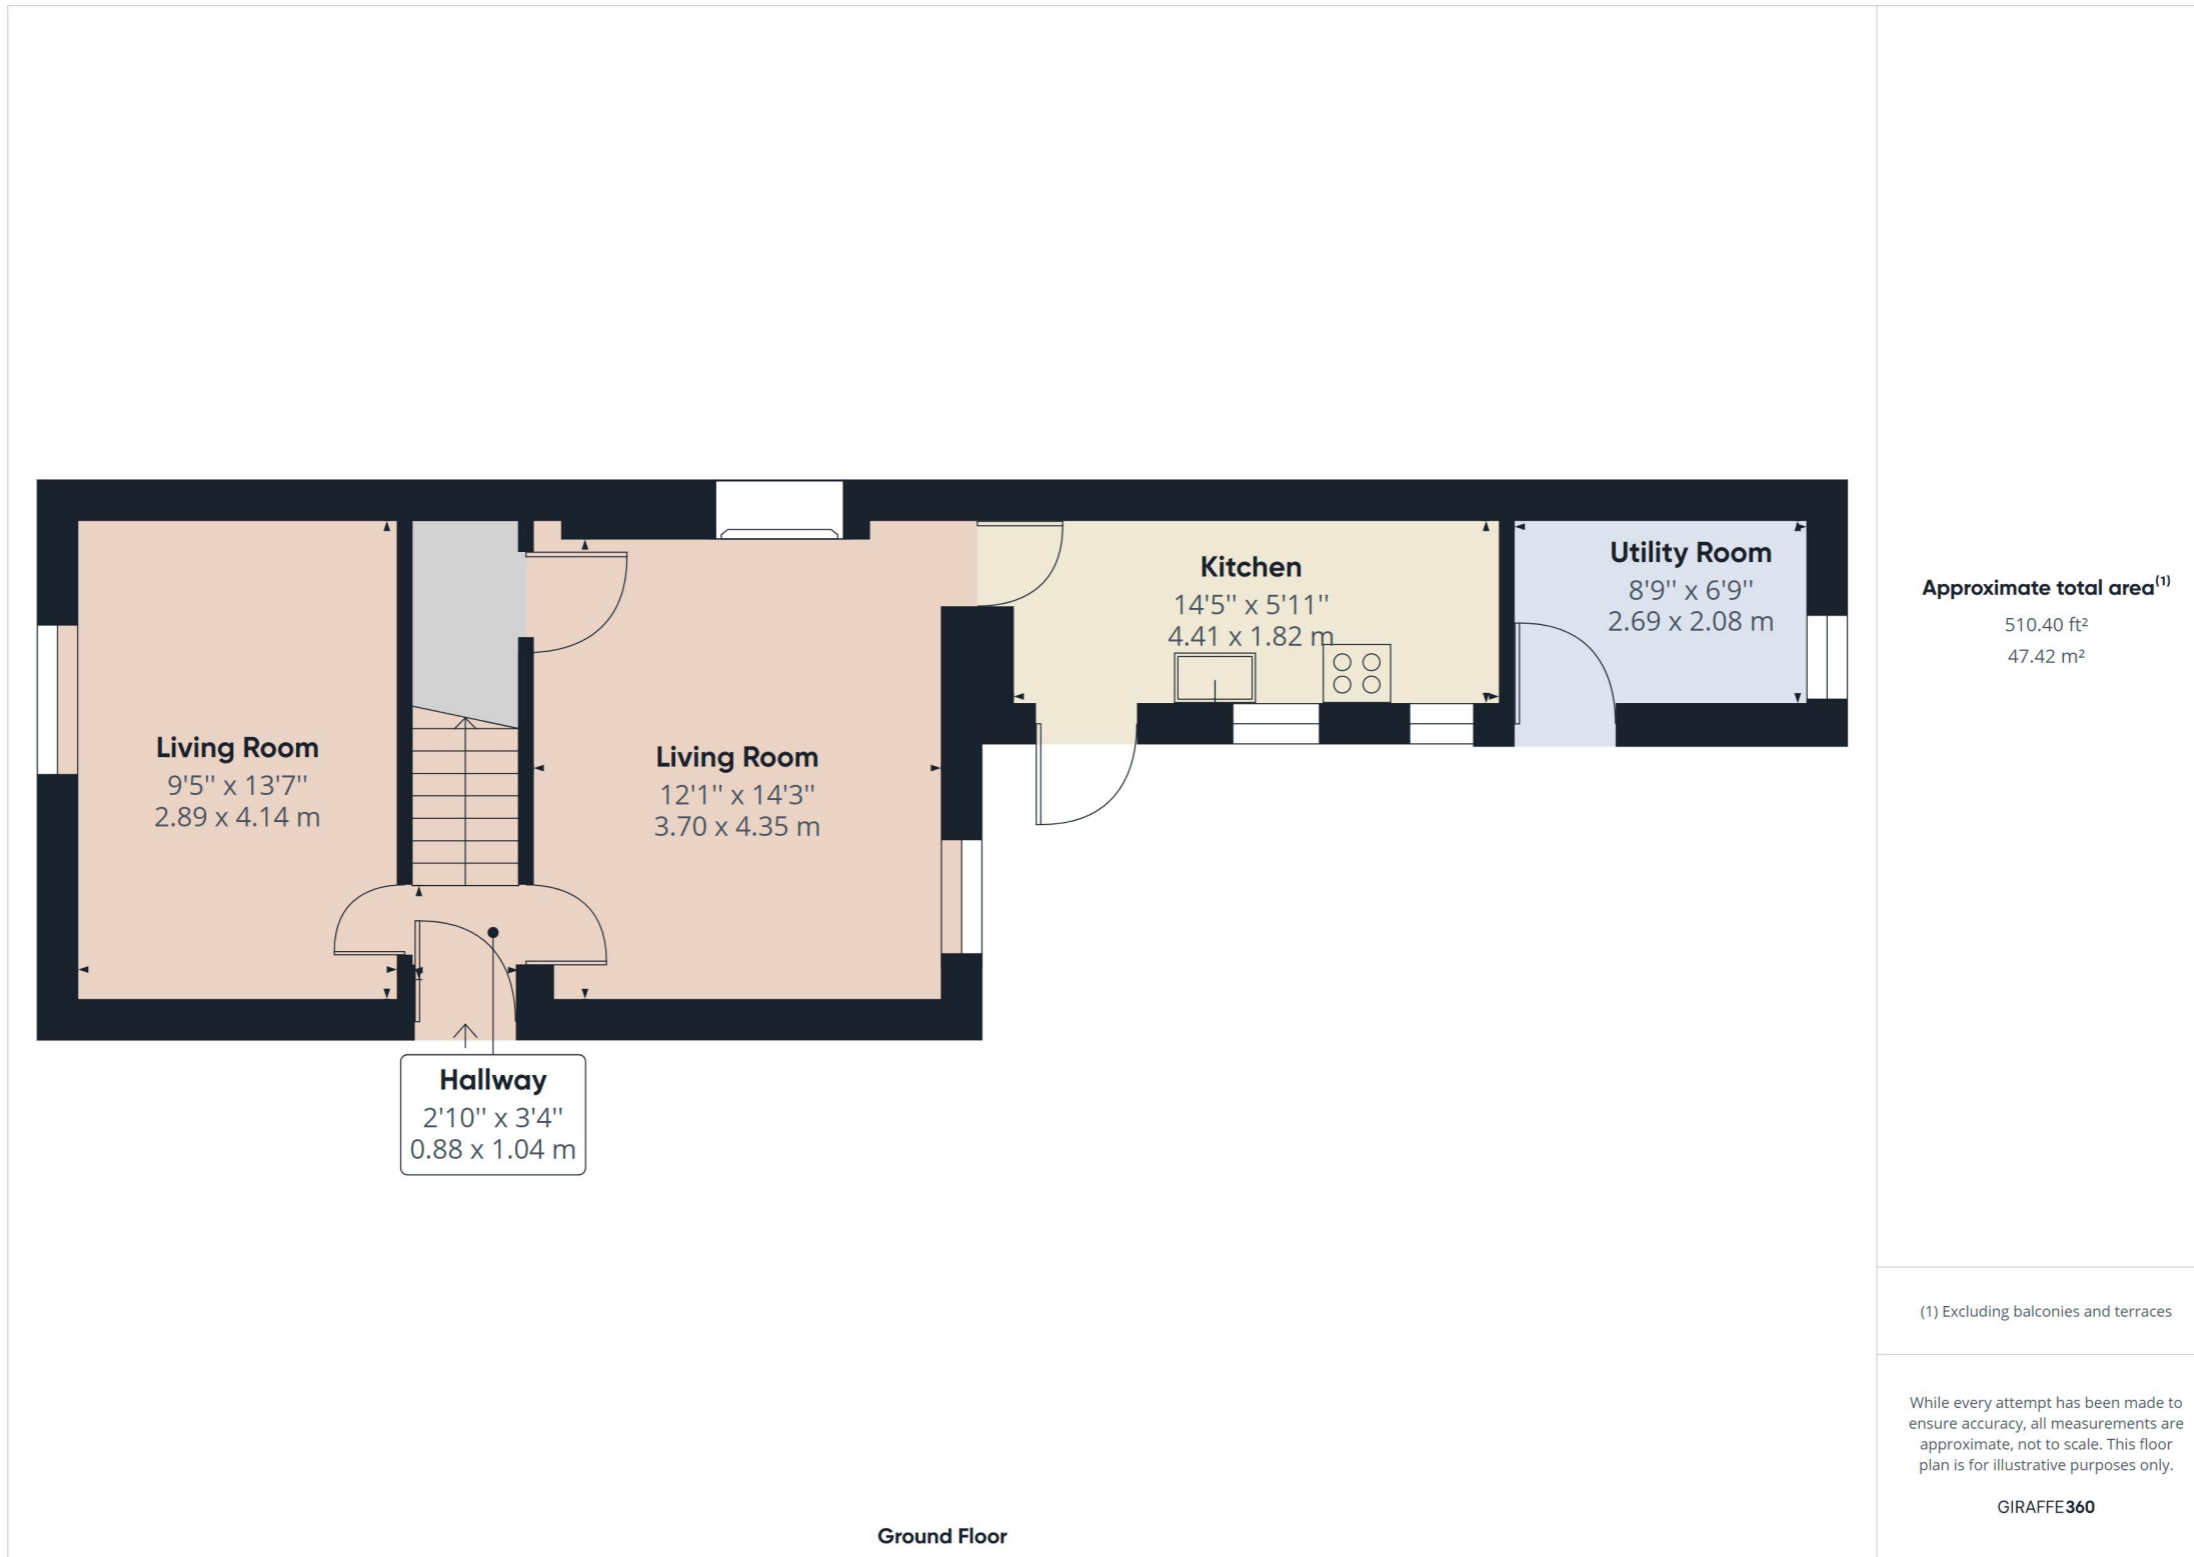 Living Room
9'5'' x 13'7''
2.89 x 4.14 m
Living Room
12'1'' x 14'3''
3.70 x 4.35 m
Kitchen
14'5'' x 5'11''
4.41 x 1.82 m
Utility Room
8'9'' x 6'9''
2.69 x 2.08 m
Hallway
2'10'' x 3'4''
0.88 x 1.04 m
Ground Floor
Approximate total area⁽¹⁾
510.40 ft²
47.42 m²
(1) Excluding balconies and terraces
While every attempt has been made to
ensure accuracy, all measurements are
approximate, not to scale. This floor
plan is for illustrative purposes only.
GIRAFFE360